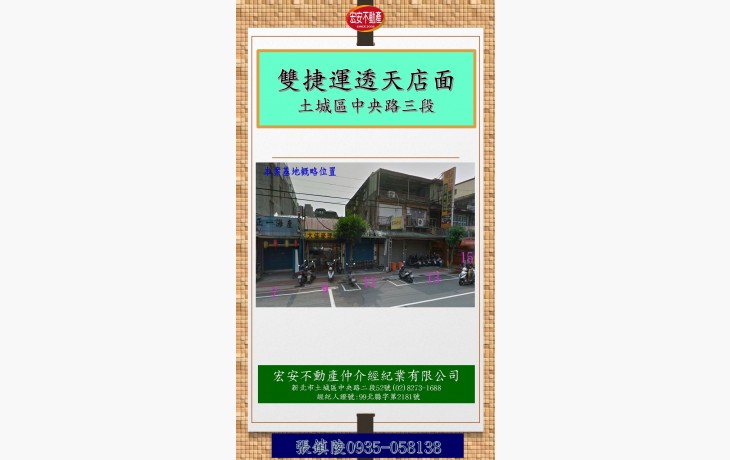 宏安不動產
雙捷運透天店面
土城區中央路三段
本案基地概略位置
15
宏安不動產仲介經紀業有限公司
新北市土城區中央路二段52號(02)8273-1688
經紀人證號:99北縣字第2181號
張鎮陵0935-058138